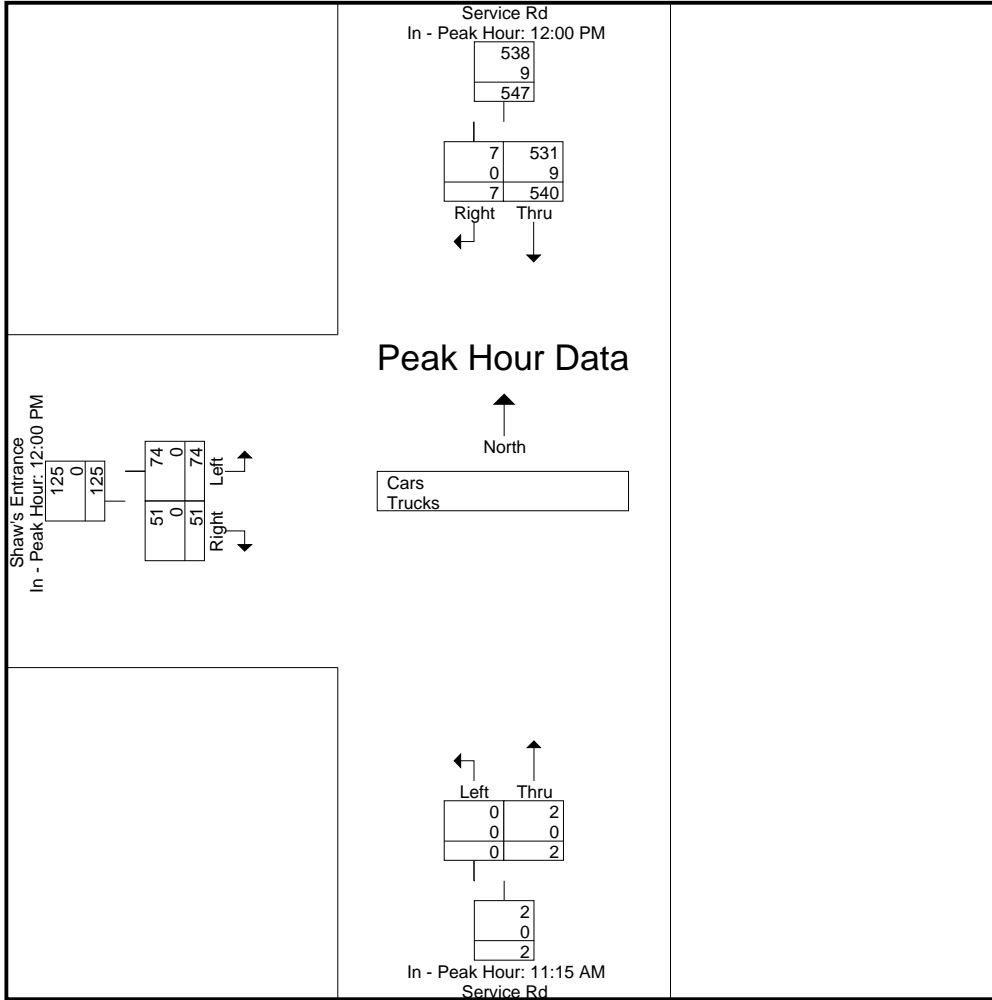 Service Rd
In - Peak Hour: 12:00 PM
538
9
547
7 531
0 9
7 540
Right Thru
Peak Hour Data
North
Cars
Trucks
Shaw's Entrance
In - Peak Hour: 12:00 PM
125
0
125
74
0
74
Left
51
0
51
Right
Left Thru
0 2
0 0
0 2
2
0
2
In - Peak Hour: 11:15 AM
Service Rd